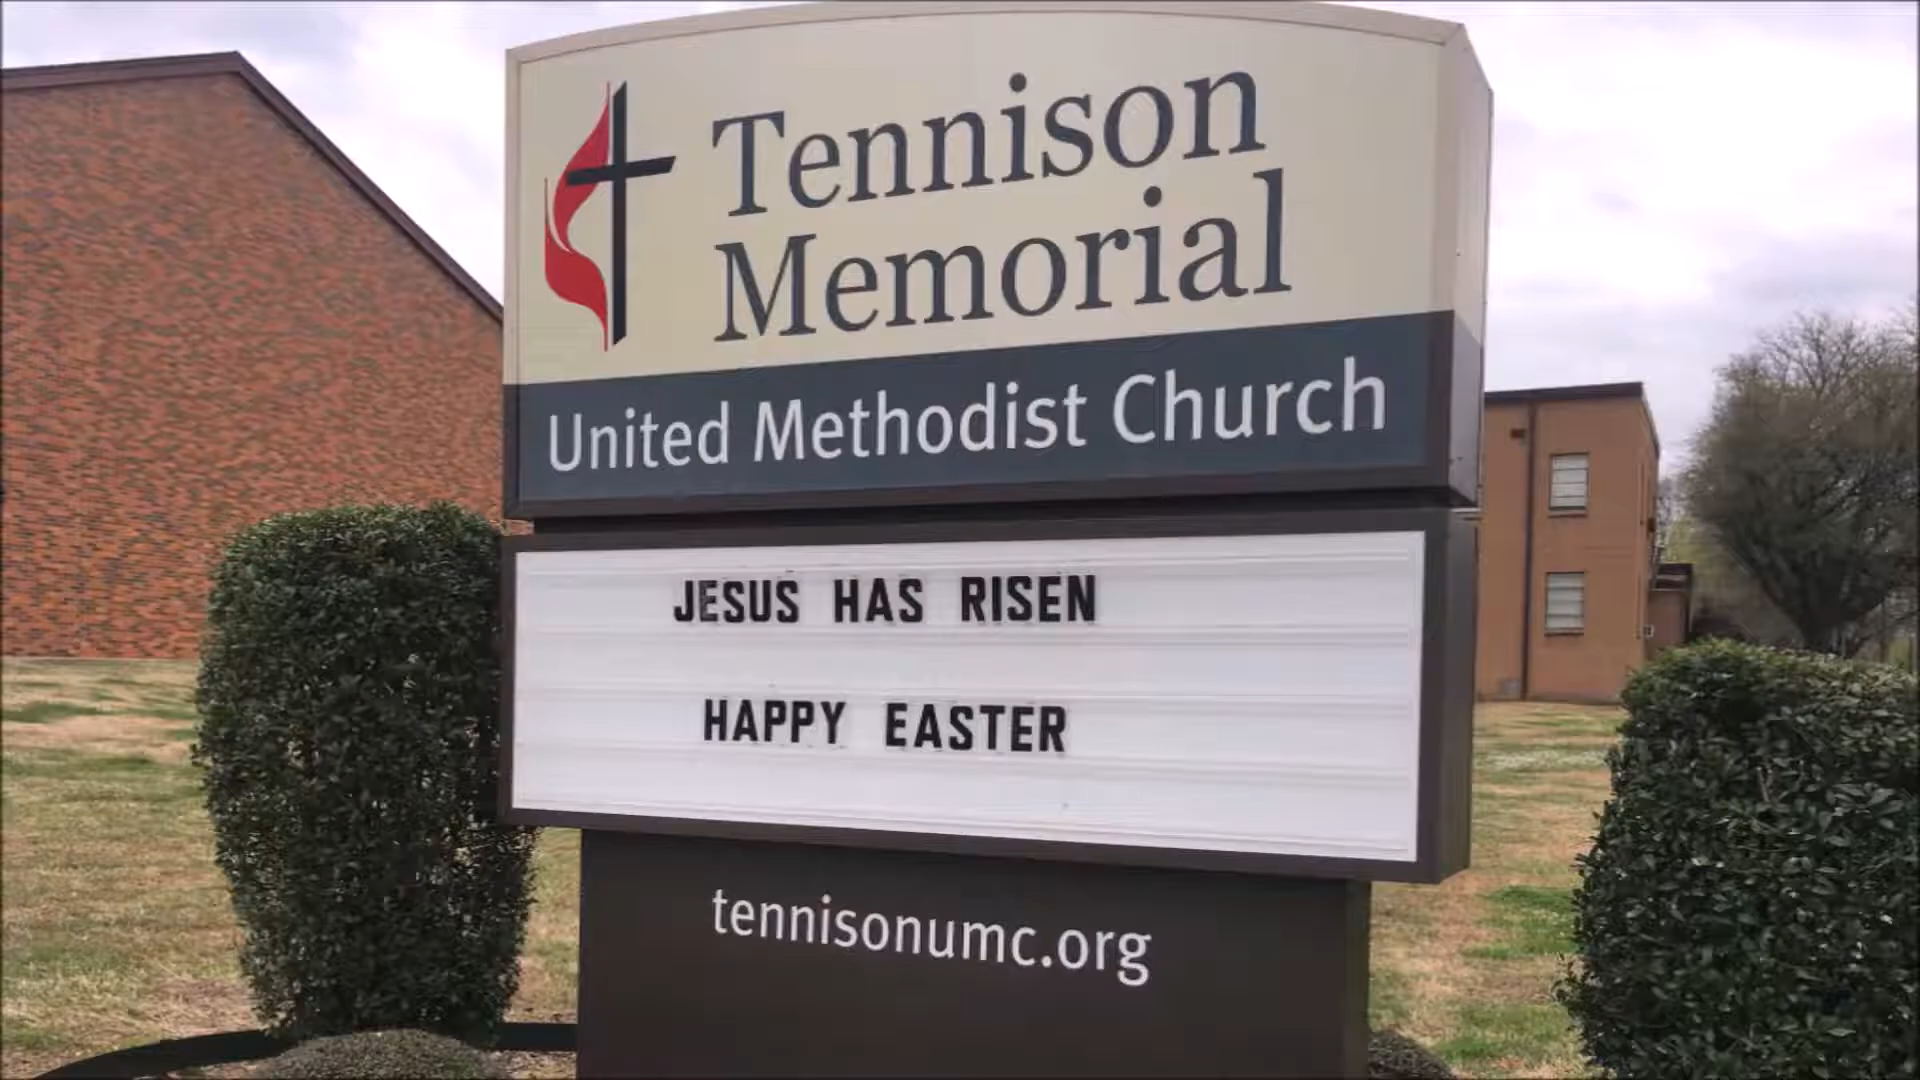 Tennison
Memorial
United Methodist Church
JESUS HAS RISEN
HAPPY EASTER
tennisonumc.org